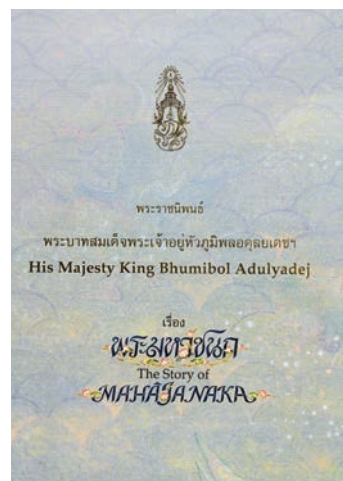 พระราชนิพนธ์
พระบาทสมเด็จพระเจ้าอยู่หัวภูมิพลอดุลยเดชฯ
His Majesty King Bhumibol Adulyadej
เรื่อง
พระมหาชนก
The Story of
MAHAJANAKA